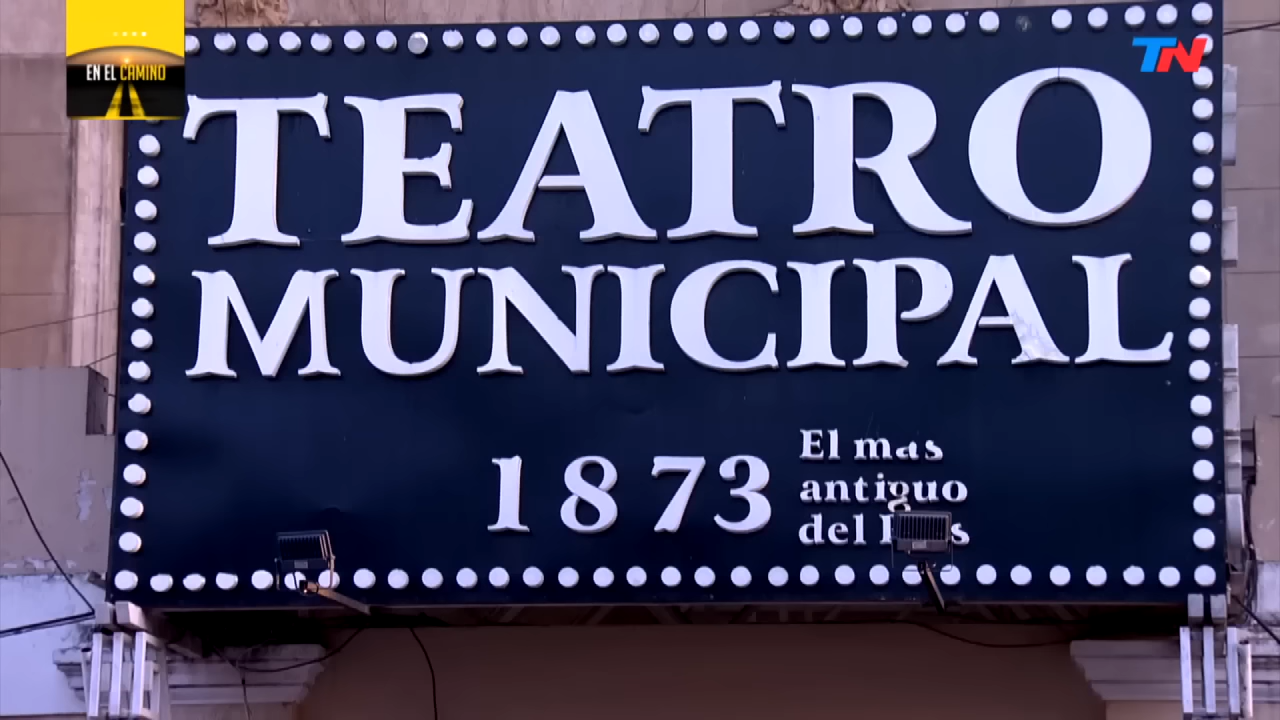 EN EL CAMINO
TN
TEATRO
MUNICIPAL
1873
El mas
antiguo
del